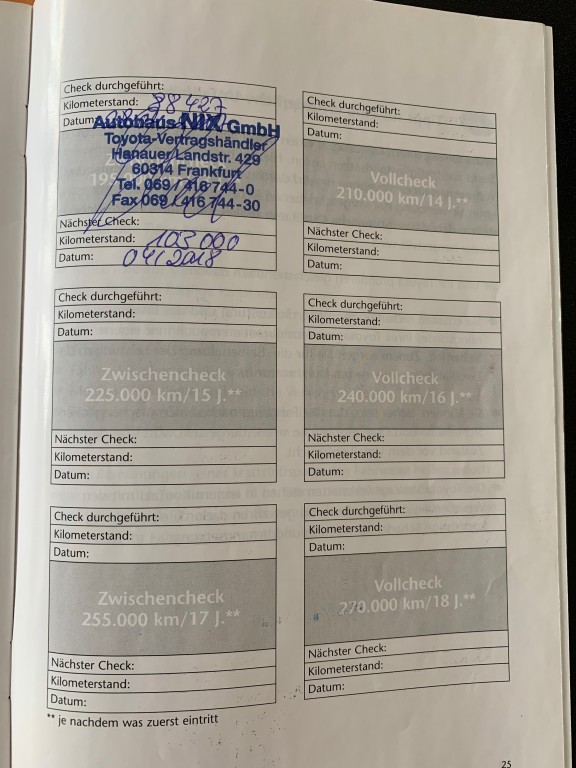 Check durchgeführt:
Kilometerstand: 88427
Datum:
Autohaus NIX GmbH
Toyota-Vertragshändler
Hanauer Landstr. 429
60314 Frankfurt
Tel. 069/416 744-0
Fax 069/416 744-30
Nächster Check:
Kilometerstand: 103 000
Datum: 04/2018
Check durchgeführt:
Kilometerstand:
Datum:
Vollcheck
210.000 km/14 J.**
Nächster Check:
Kilometerstand:
Datum:
Check durchgeführt:
Kilometerstand:
Datum:
Zwischencheck
225.000 km/15 J.**
Nächster Check:
Kilometerstand:
Datum:
Check durchgeführt:
Kilometerstand:
Datum:
Vollcheck
240.000 km/16 J.**
Nächster Check:
Kilometerstand:
Datum:
Check durchgeführt:
Kilometerstand:
Datum:
Zwischencheck
255.000 km/17 J.**
Nächster Check:
Kilometerstand:
Datum:
Check durchgeführt:
Kilometerstand:
Datum:
Vollcheck
270.000 km/18 J.**
Nächster Check:
Kilometerstand:
Datum:
** je nachdem was zuerst eintritt
25